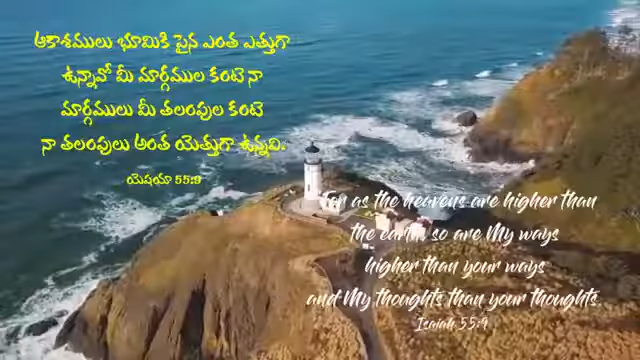 ఆకాశములు భూమికి పైన ఎంత ఎత్తుగా
ఉన్నావో మీ మార్గముల కంటె నా
మార్గములు మీ తలంపుల కంటె
నా తలంపులు అంత యెత్తుగా ఉన్నవి.
యెషయా 55:9
For as the heavens are higher than
the earth, so are My ways
higher than your ways
and My thoughts than your thoughts.
Isaiah 55:9